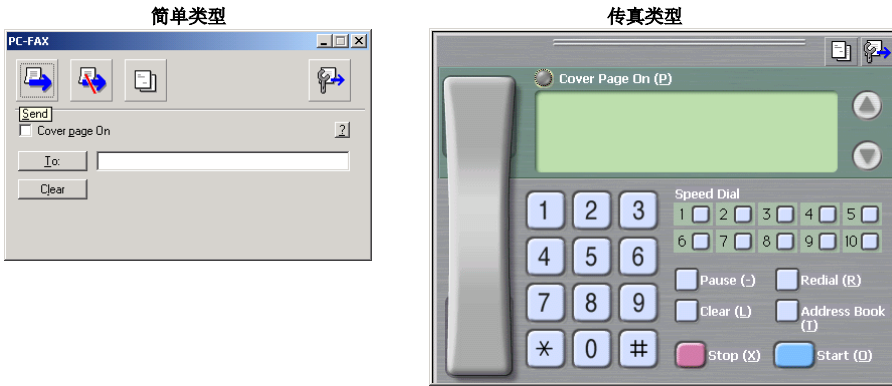 简单类型
PC-FAX
Send
Cover page On
?
To:
Clear
传真类型
Cover Page On (P)
1 2 3
4 5 6
7 8 9
* 0 #
Speed Dial
1 2 3 4 5
6 7 8 9 10
Pause (-) Redial (R)
Clear (L) Address Book
(T)
Stop (X) Start (O)